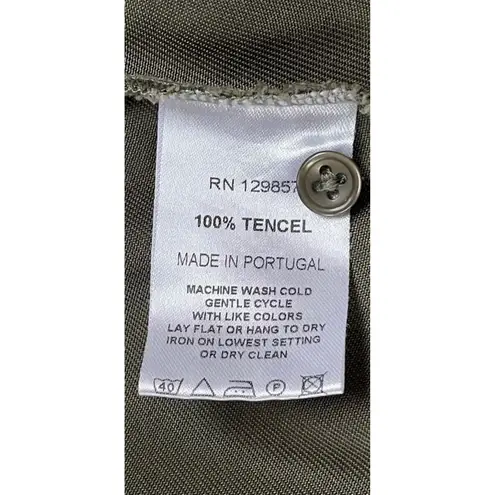 RN 129857
100% TENCEL
MADE IN PORTUGAL
MACHINE WASH COLD
GENTLE CYCLE
WITH LIKE COLORS
LAY FLAT OR HANG TO DRY
IRON ON LOWEST SETTING
OR DRY CLEAN
40 P